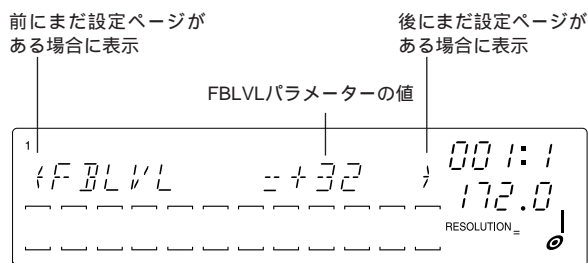 前にまだ設定ページが
ある場合に表示
後にまだ設定ページが
ある場合に表示
FBLVLパラメーターの値
1
001:1
<FBLVL =+32 >
172.0
RESOLUTION=